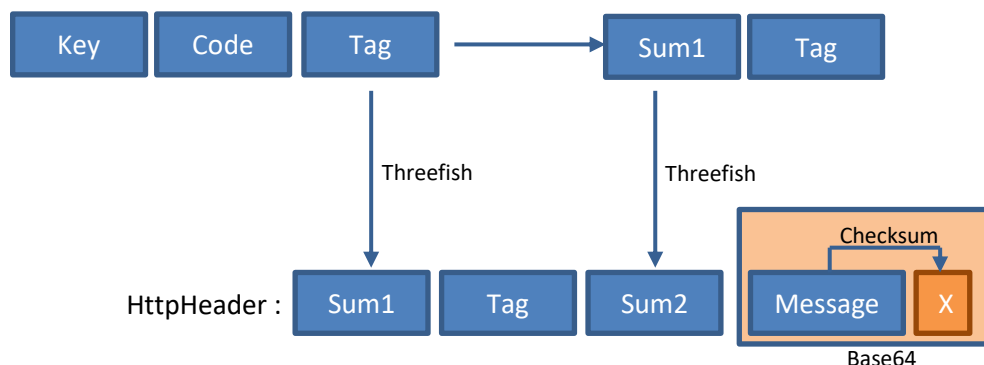 Key Code Tag Sum1 Tag
Threefish Threefish
Checksum
HttpHeader : Sum1 Tag Sum2 Message X
Base64